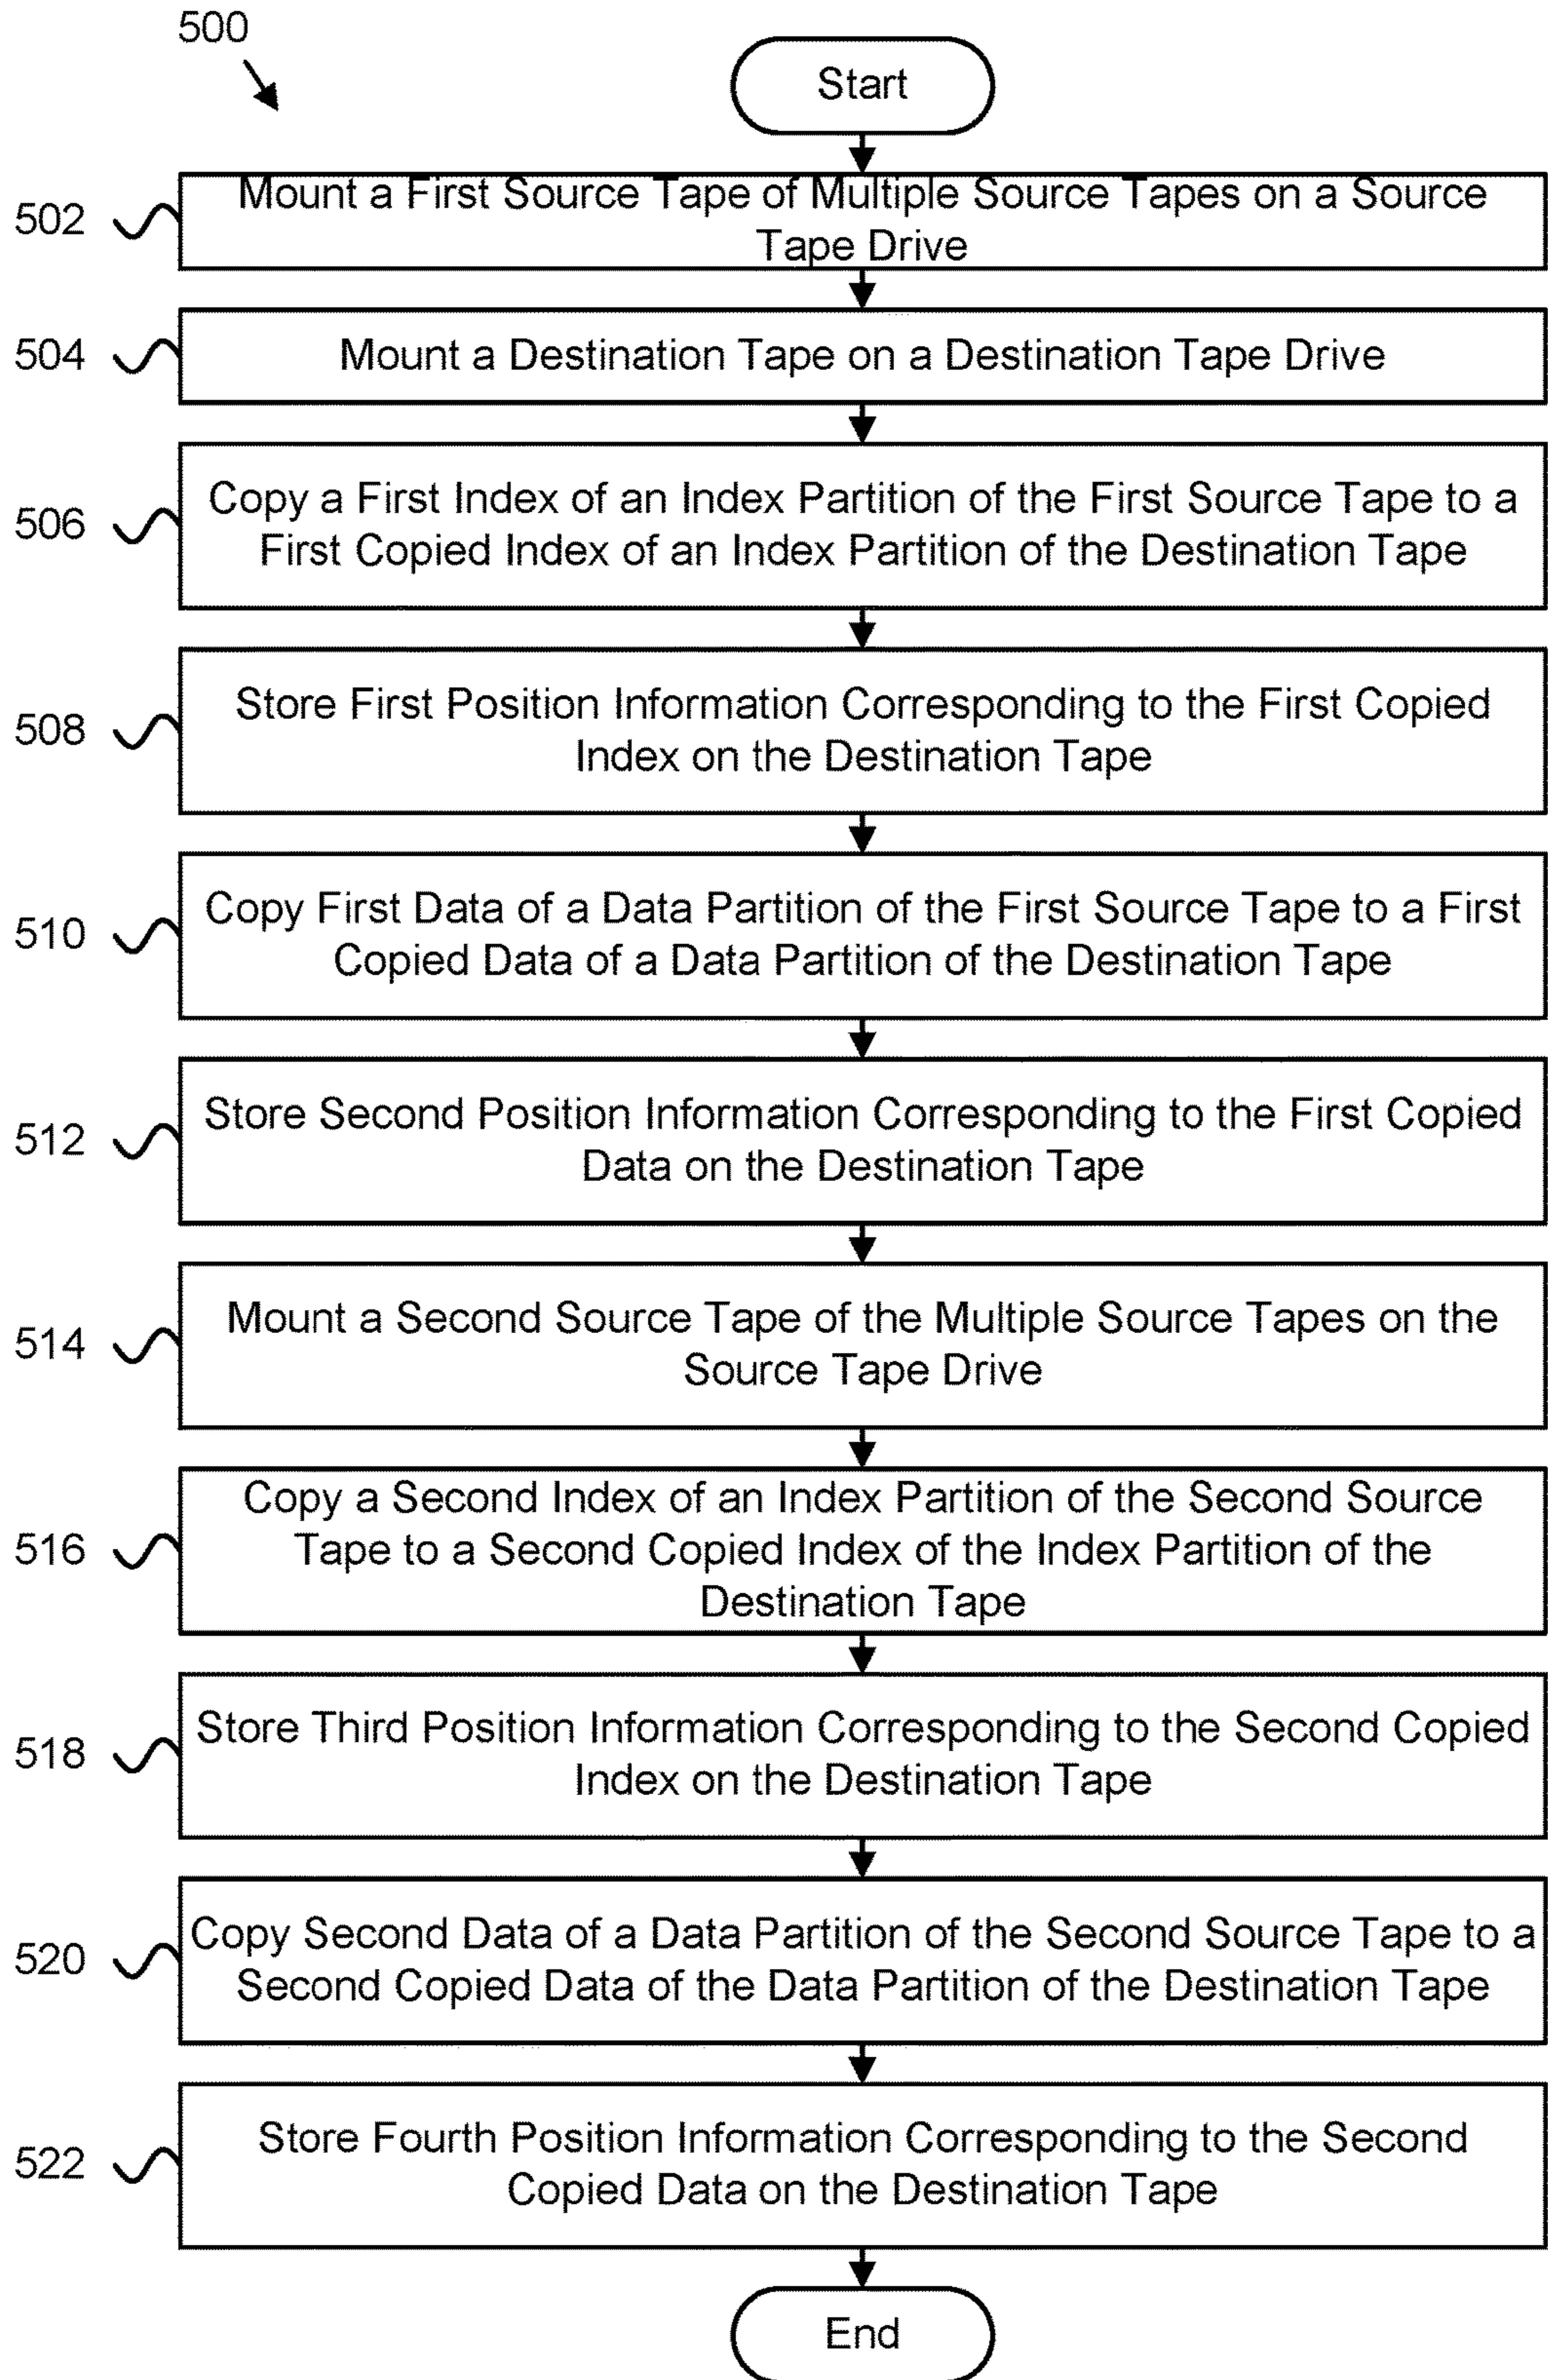 500
Start
502
Mount a First Source Tape of Multiple Source Tapes on a Source
Tape Drive
504
Mount a Destination Tape on a Destination Tape Drive
506
Copy a First Index of an Index Partition of the First Source Tape to a
First Copied Index of an Index Partition of the Destination Tape
508
Store First Position Information Corresponding to the First Copied
Index on the Destination Tape
510
Copy First Data of a Data Partition of the First Source Tape to a First
Copied Data of a Data Partition of the Destination Tape
512
Store Second Position Information Corresponding to the First Copied
Data on the Destination Tape
514
Mount a Second Source Tape of the Multiple Source Tapes on the
Source Tape Drive
516
Copy a Second Index of an Index Partition of the Second Source
Tape to a Second Copied Index of the Index Partition of the
Destination Tape
518
Store Third Position Information Corresponding to the Second Copied
Index on the Destination Tape
520
Copy Second Data of a Data Partition of the Second Source Tape to a
Second Copied Data of the Data Partition of the Destination Tape
522
Store Fourth Position Information Corresponding to the Second
Copied Data on the Destination Tape
End